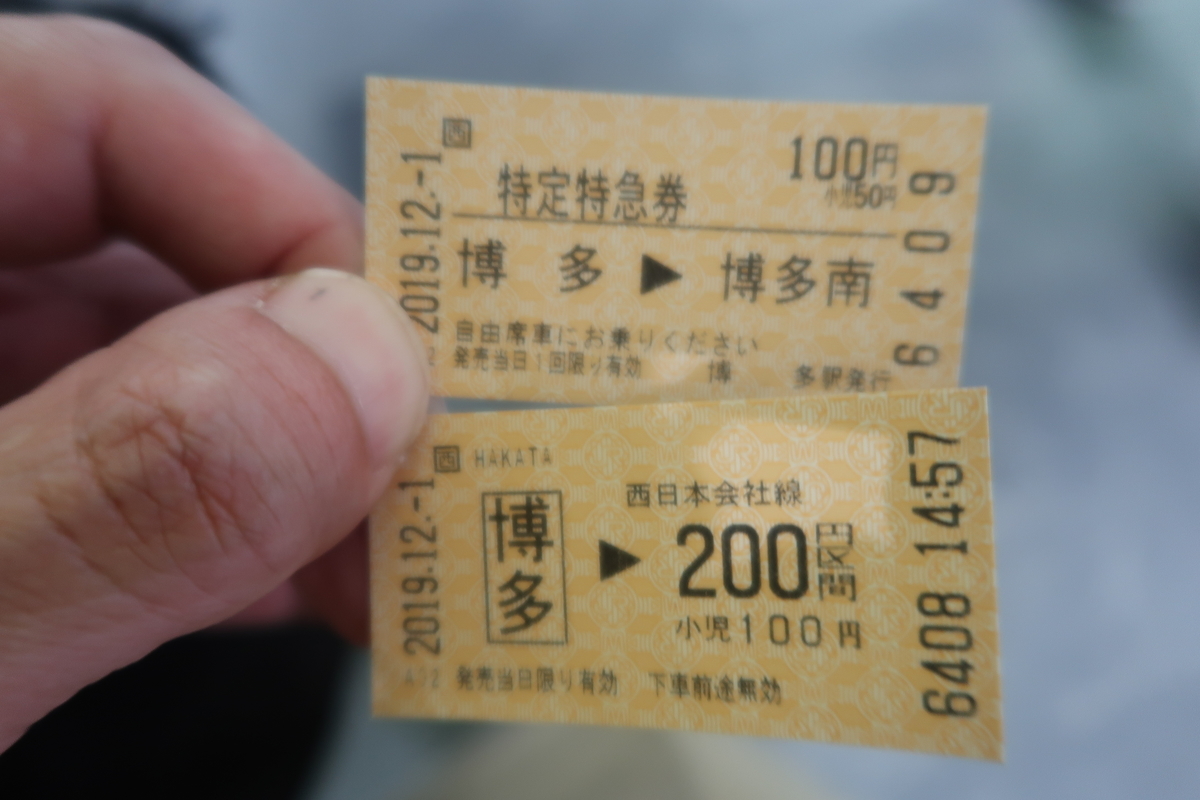 西
2019.12.-1
特定特急券
100円
小児50円
博 多 ▶ 博多南
自由席車にお乗りください
発売当日1回限り有効 博 多駅発行
6409
西 HAKATA
2019.12.-1
西日本会社線
博多 ▶ 200円区間
小児100円
発売当日限り有効 下車前途無効
6408 14:57